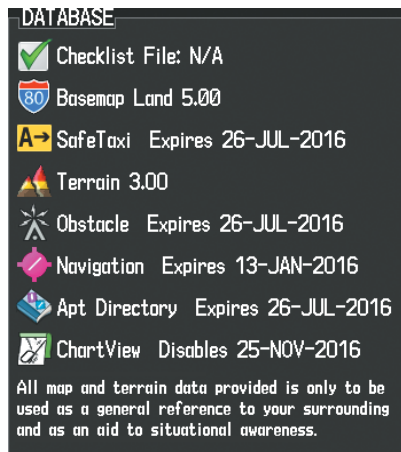 DATABASE
Checklist File: N/A
80 Basemap Land 5.00
A→ SafeTaxi Expires 26-JUL-2016
Terrain 3.00
Obstacle Expires 26-JUL-2016
Navigation Expires 13-JAN-2016
Apt Directory Expires 26-JUL-2016
ChartView Disables 25-NOV-2016
All map and terrain data provided is only to be
used as a general reference to your surrounding
and as an aid to situational awareness.